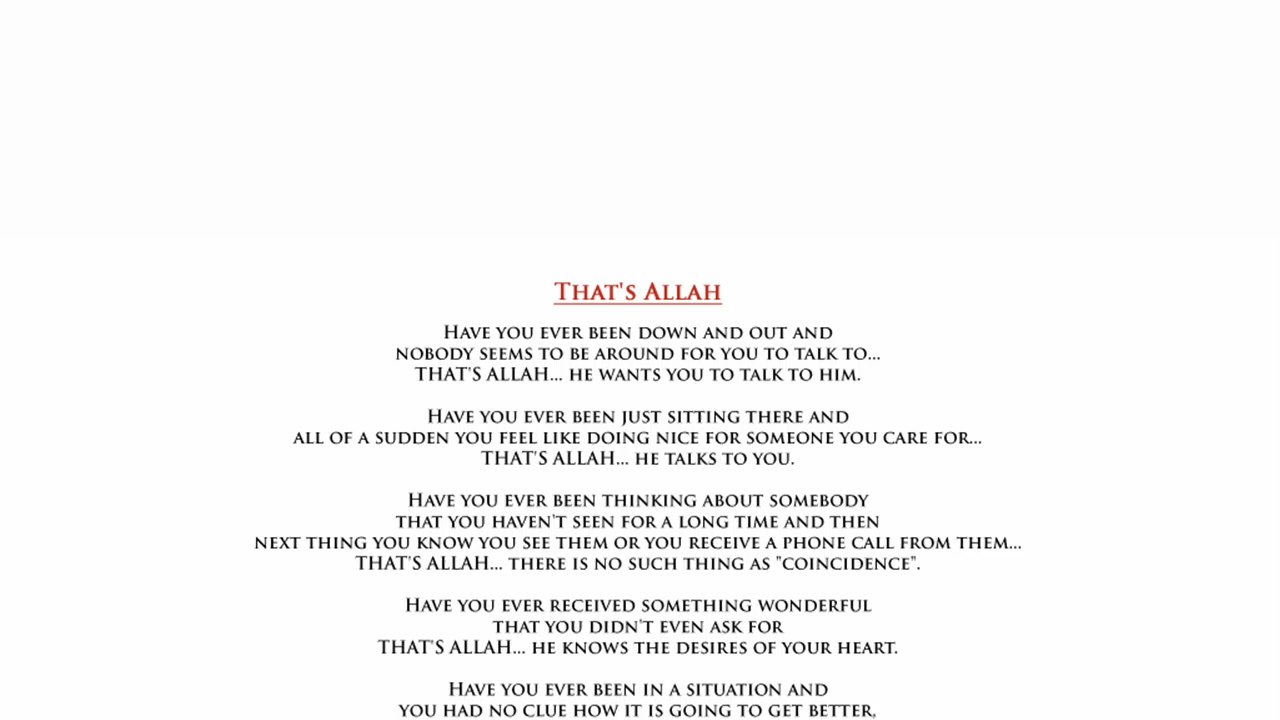 That's Allah
Have you ever been down and out and
nobody seems to be around for you to talk to...
THAT'S ALLAH... he wants you to talk to him.
Have you ever been just sitting there and
all of a sudden you feel like doing nice for someone you care for...
THAT'S ALLAH... he talks to you.
Have you ever been thinking about somebody
that you haven't seen for a long time and then
next thing you know you see them or you receive a phone call from them...
THAT'S ALLAH... there is no such thing as "coincidence".
Have you ever received something wonderful
that you didn't even ask for
THAT'S ALLAH... he knows the desires of your heart.
Have you ever been in a situation and
you had no clue how it is going to get better,